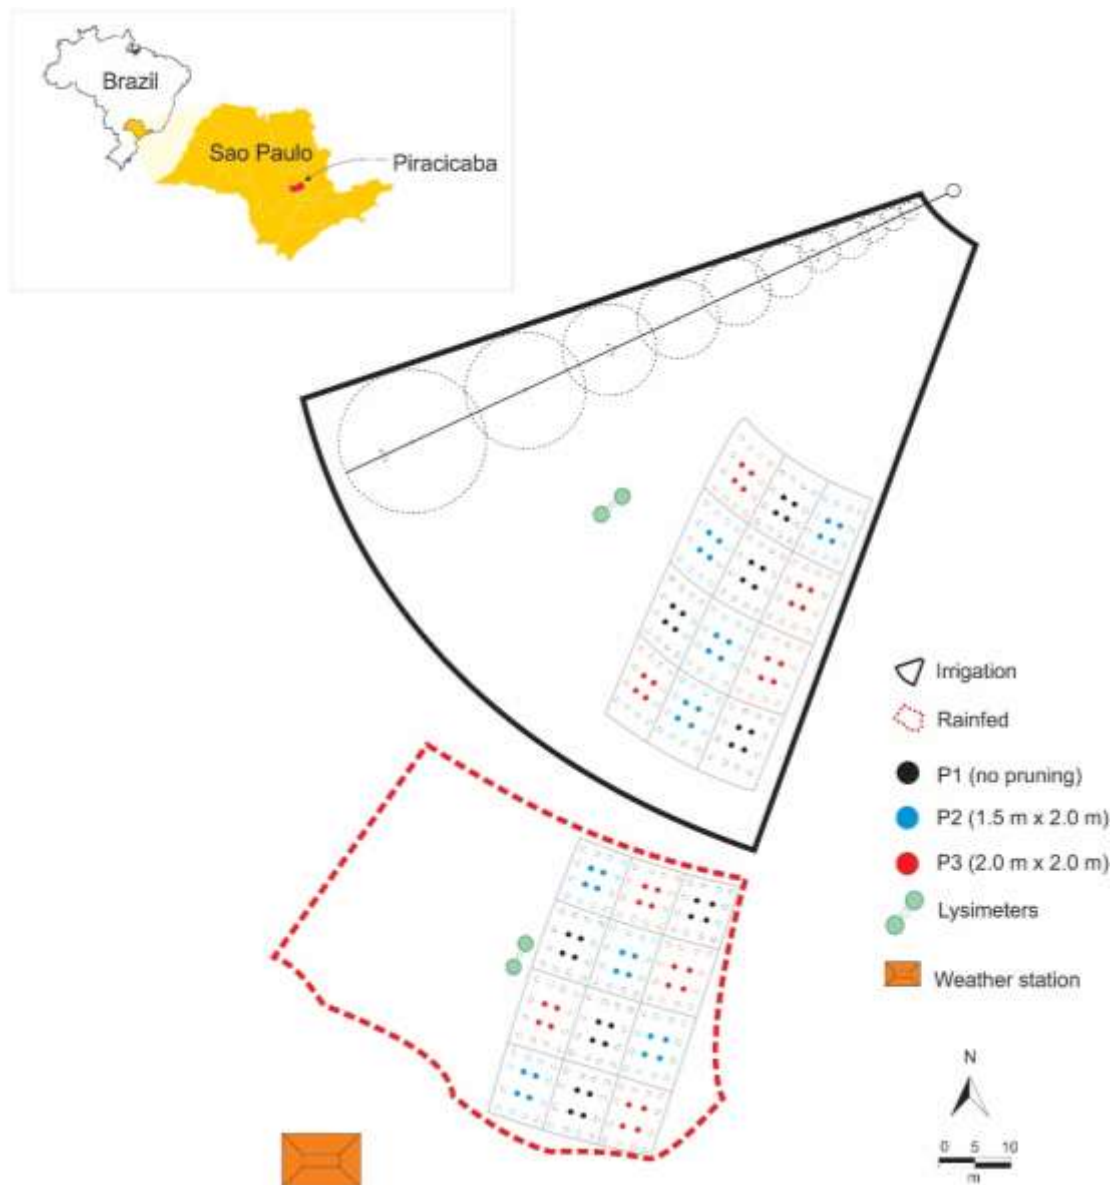 Brazil
Sao Paulo
Piracicaba
Irrigation
Rainfed
P1 (no pruning)
P2 (1.5 m x 2.0 m)
P3 (2.0 m x 2.0 m)
Lysimeters
Weather station
N
0 5 10
m